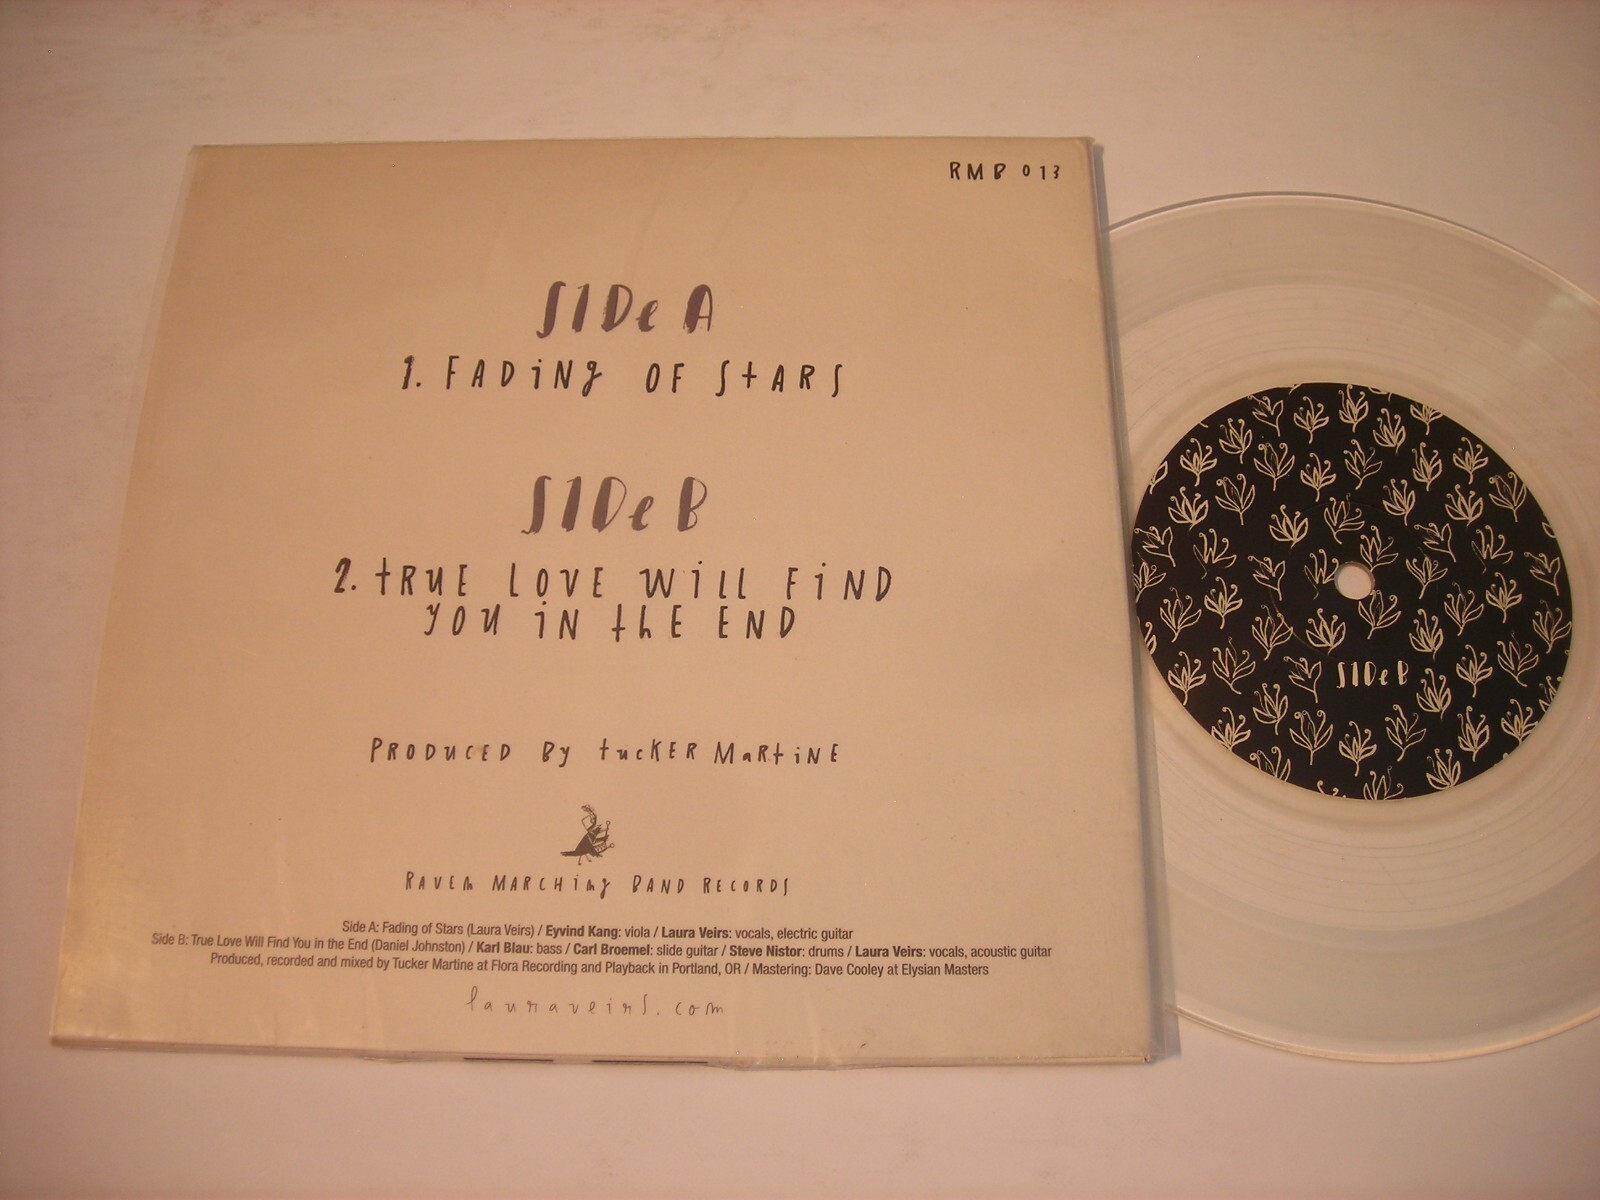 RMB 013
SIDe A
1. FADiNg OF StARS
SIDe B
2. tRUE LOVE WiLL FiND
YOU iN thE END
PRODUCED By tucKER MaRtiNE
RAVEN MARCHiNg BAND RECORDS
Side A: Fading of Stars (Laura Veirs) / Eyvind Kang: viola / Laura Veirs: vocals, electric guitar
Side B: True Love Will Find You in the End (Daniel Johnston) / Karl Blau: bass / Carl Broemel: slide guitar / Steve Nistor: drums / Laura Veirs: vocals, acoustic guitar
Produced, recorded and mixed by Tucker Martine at Flora Recording and Playback in Portland, OR / Mastering: Dave Cooley at Elysian Masters
lauraveirs.com
SIDe B